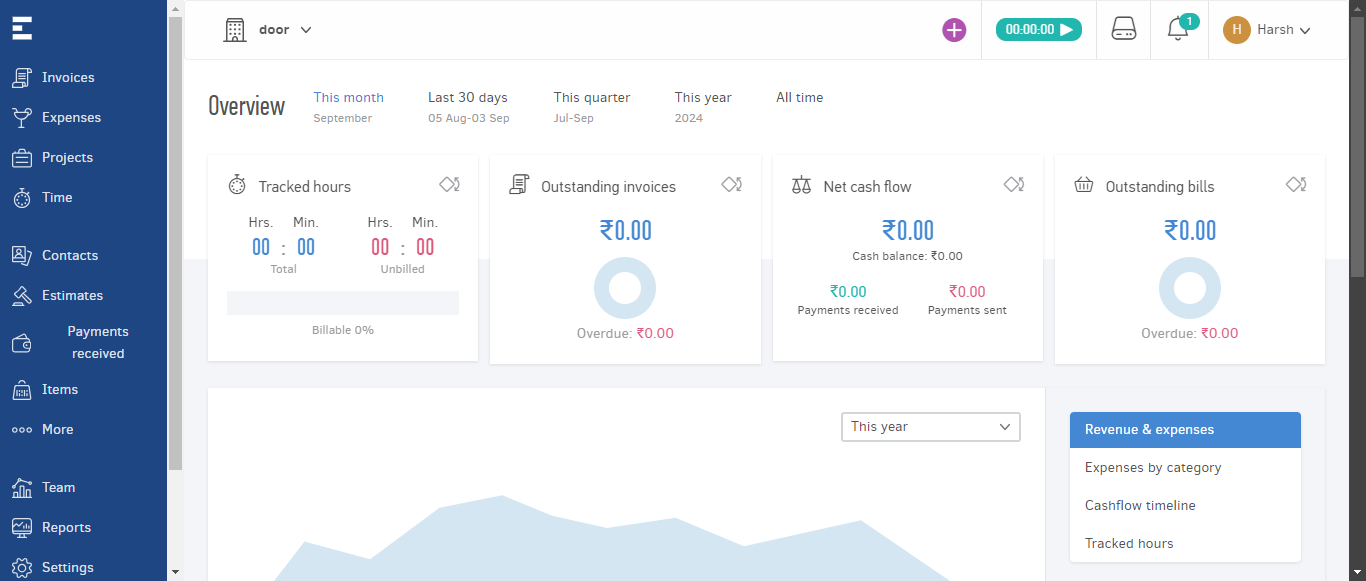 door
00:00:00
1
H
Harsh
Invoices
Expenses
Projects
Time
Contacts
Estimates
Payments
received
Items
More
Team
Reports
Settings
Overview
This month
September
Last 30 days
05 Aug-03 Sep
This quarter
Jul-Sep
This year
2024
All time
Tracked hours
Hrs. Min. Hrs. Min.
00 : 00 00 : 00
Total Unbilled
Billable 0%
Outstanding invoices
₹0.00
Overdue: ₹0.00
Net cash flow
₹0.00
Cash balance: ₹0.00
₹0.00 ₹0.00
Payments received Payments sent
Outstanding bills
₹0.00
Overdue: ₹0.00
This year
Revenue & expenses
Expenses by category
Cashflow timeline
Tracked hours